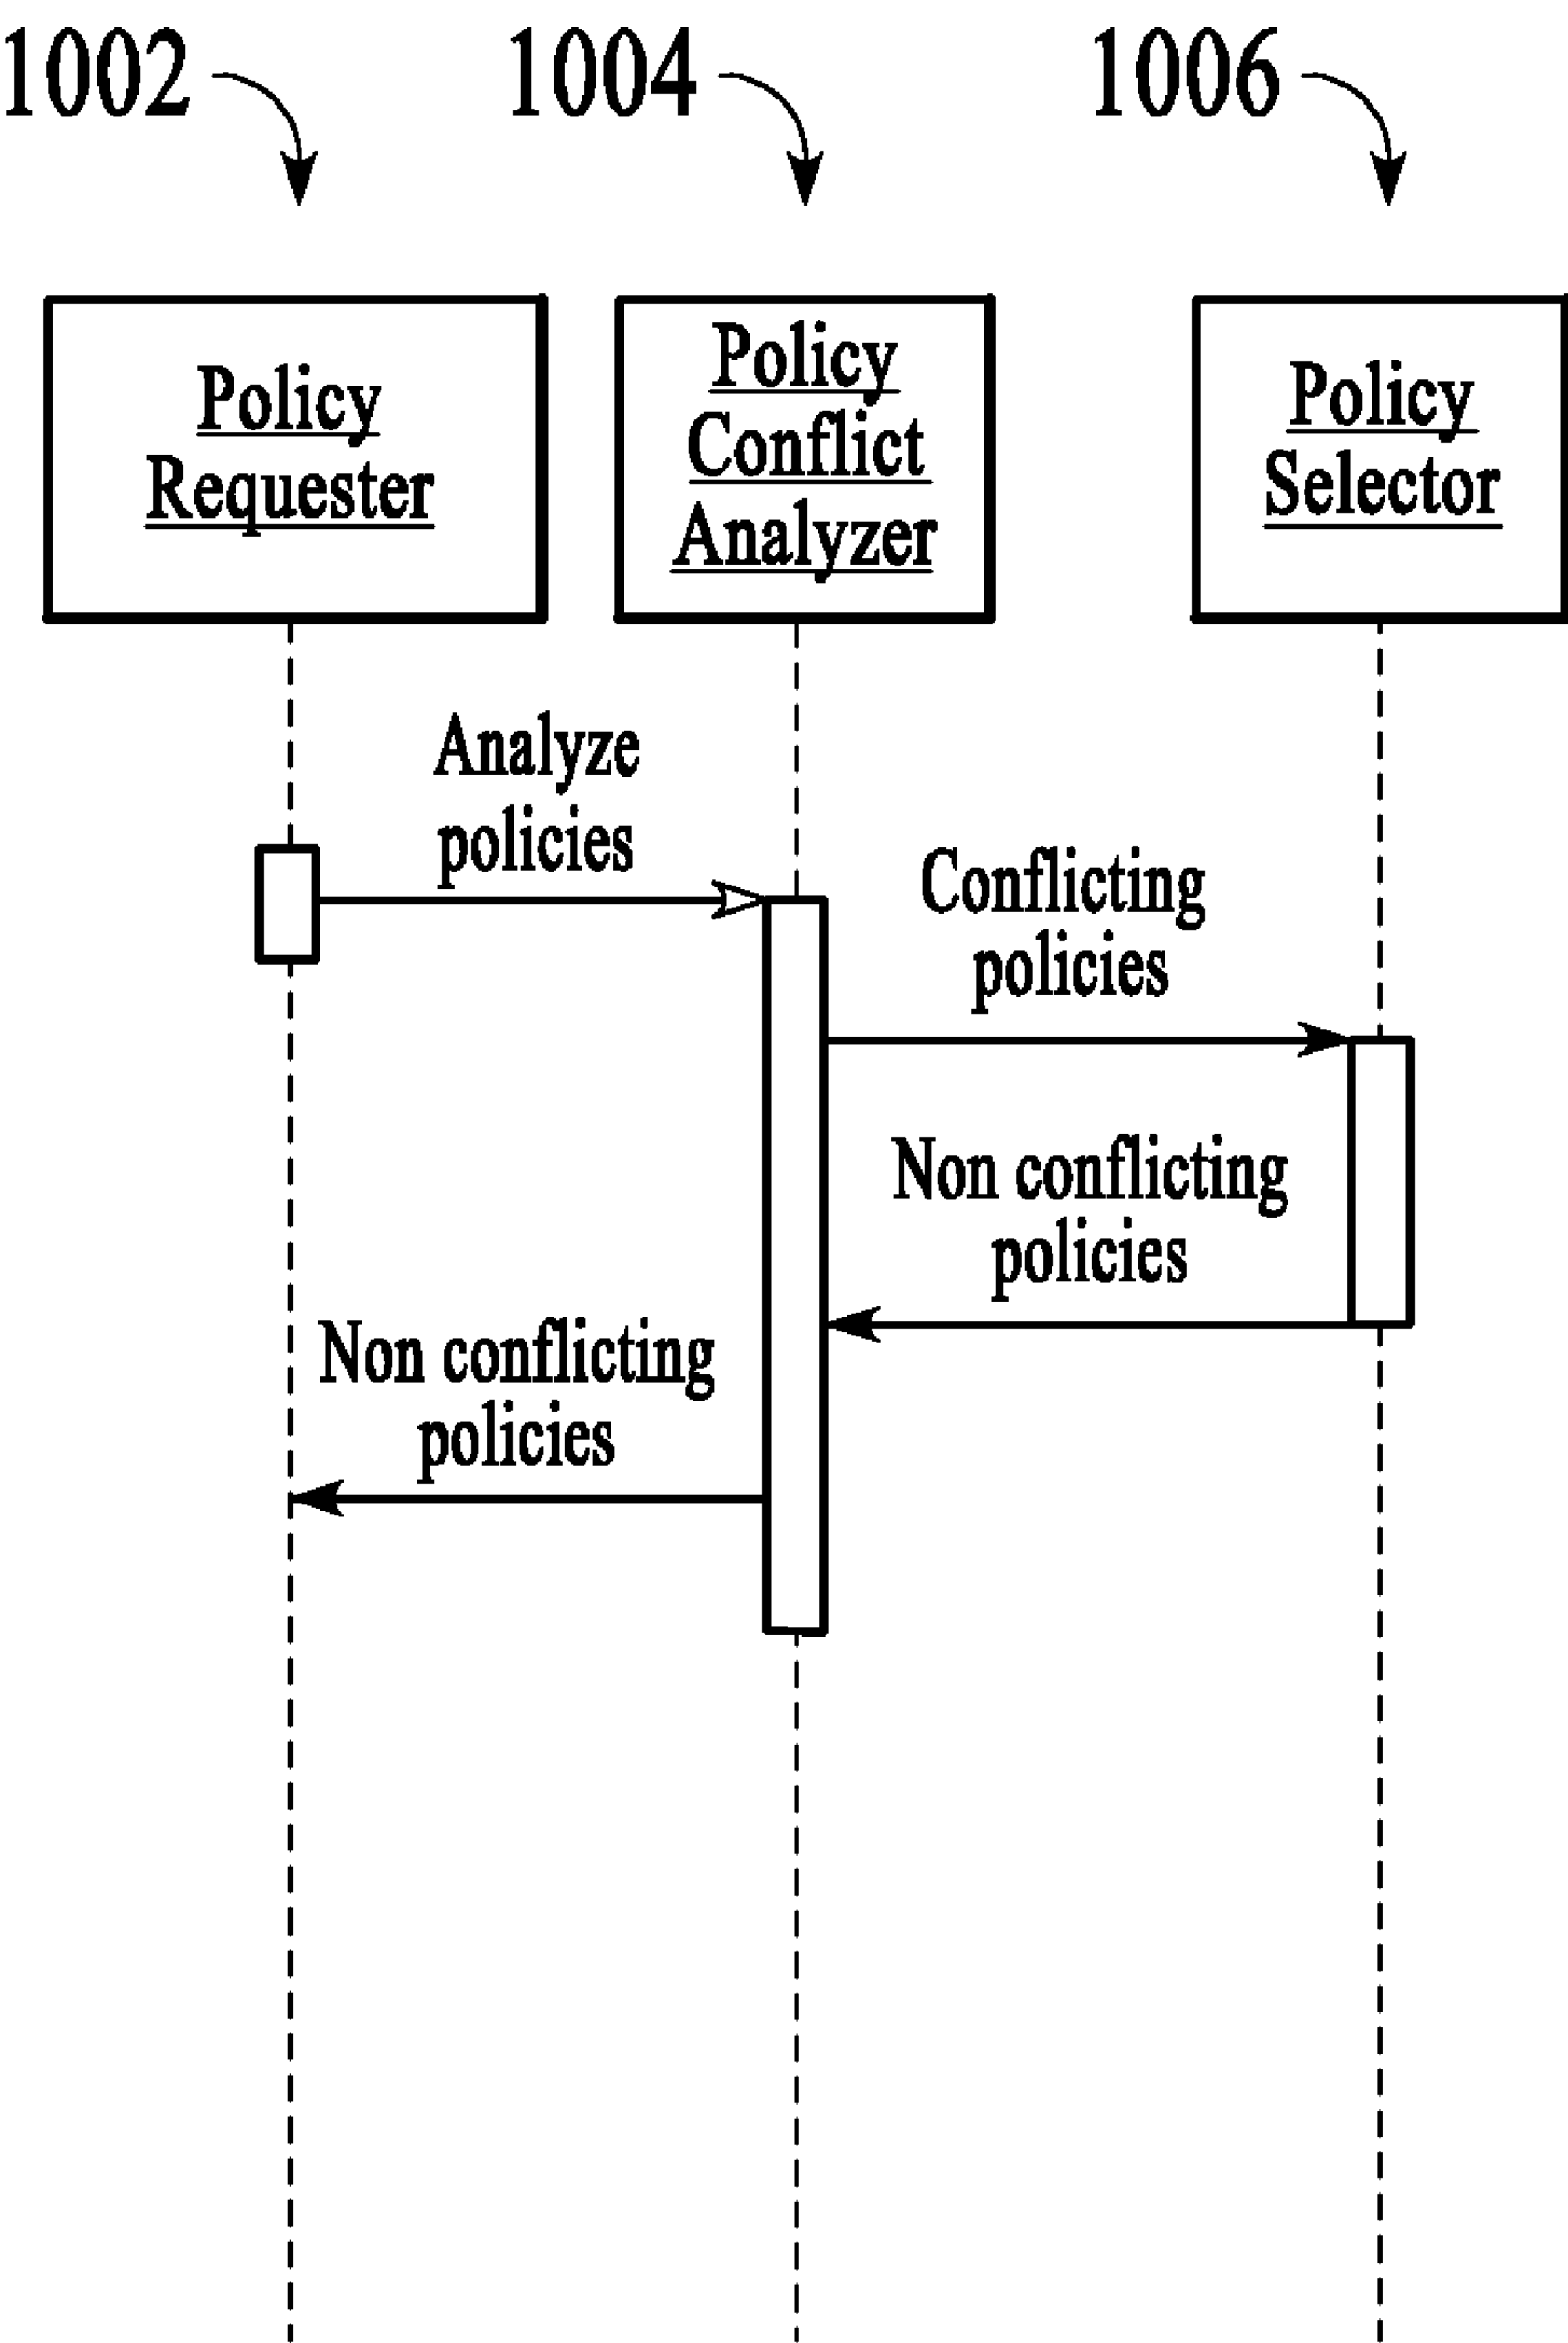 1002
1004
1006
Policy
Requester
Policy
Conflict
Analyzer
Policy
Selector
Analyze
policies
Conflicting
policies
Non conflicting
policies
Non conflicting
policies